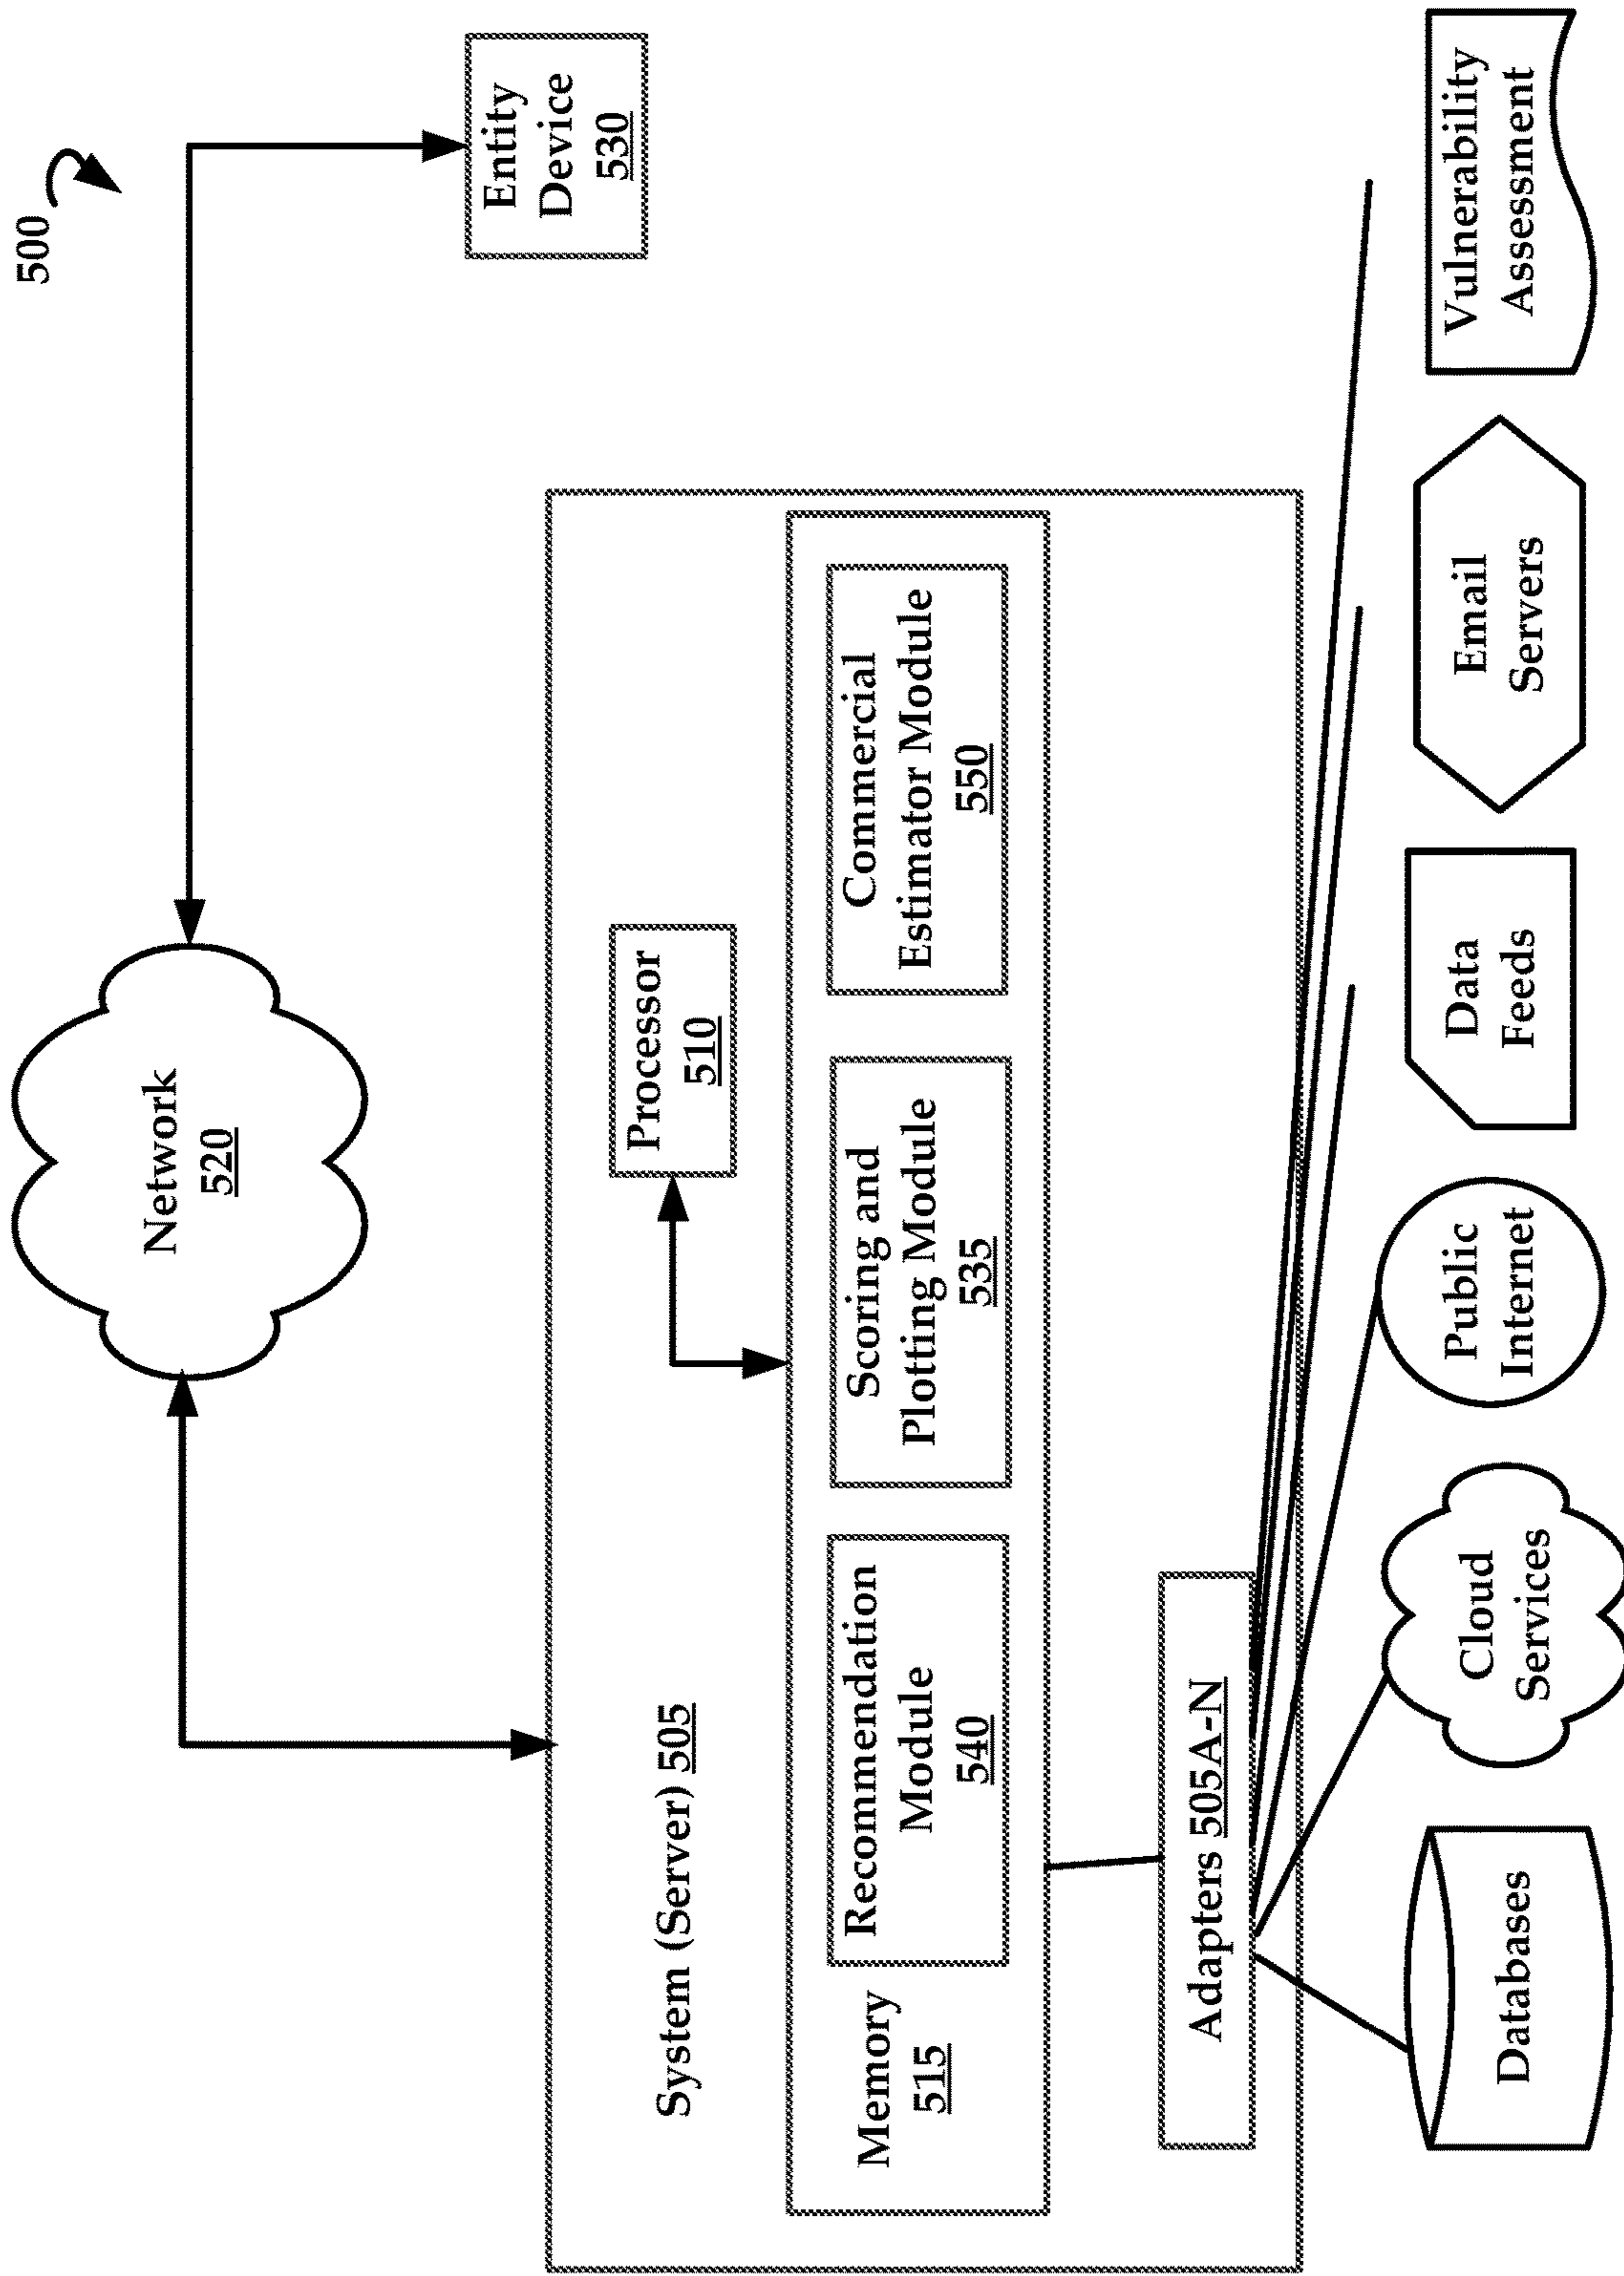 500
Network
520
Entity
Device
530
System (Server) 505
Processor
510
Memory
515
Recommendation
Module
540
Scoring and
Plotting Module
535
Commercial
Estimator Module
550
Adapters 505A-N
Databases
Cloud
Services
Public
Internet
Data
Feeds
Email
Servers
Vulnerability
Assessment